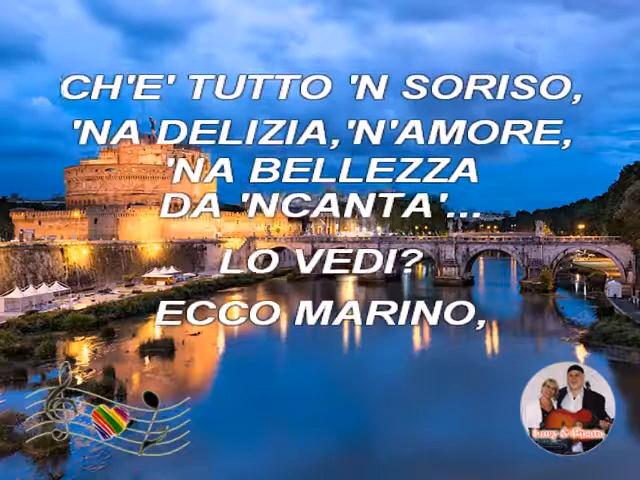 CH'E' TUTTO 'N SORISO,
'NA DELIZIA,'N'AMORE,
'NA BELLEZZA
DA 'NCANTA'...
LO VEDI?
ECCO MARINO,